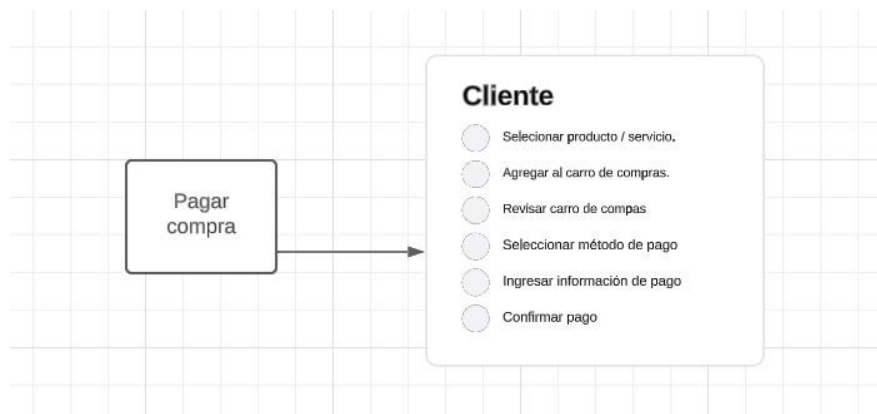 Pagar
compra
Cliente
Selecionar producto / servicio.
Agregar al carro de compras.
Revisar carro de compas
Seleccionar método de pago
Ingresar información de pago
Confirmar pago